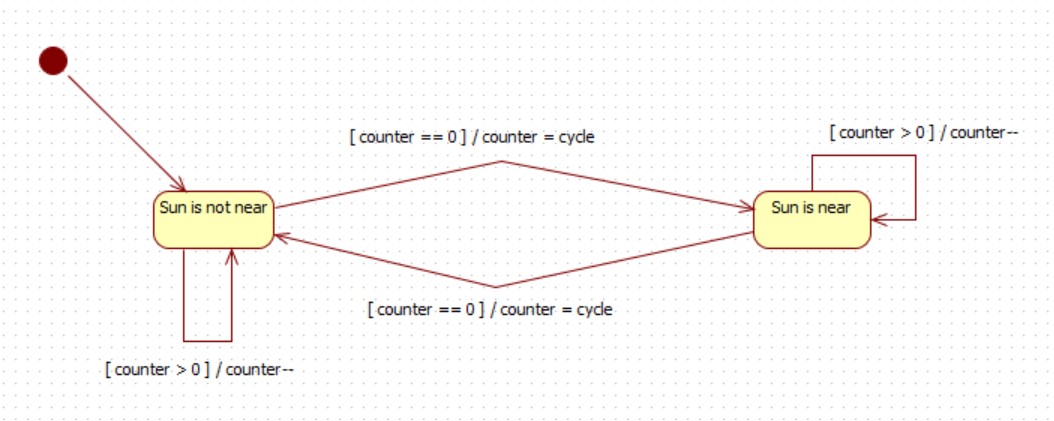 [ counter > 0 ] / counter--
[ counter == 0 ] / counter = cycle
Sun is not near
Sun is near
[ counter == 0 ] / counter = cycle
[ counter > 0 ] / counter--